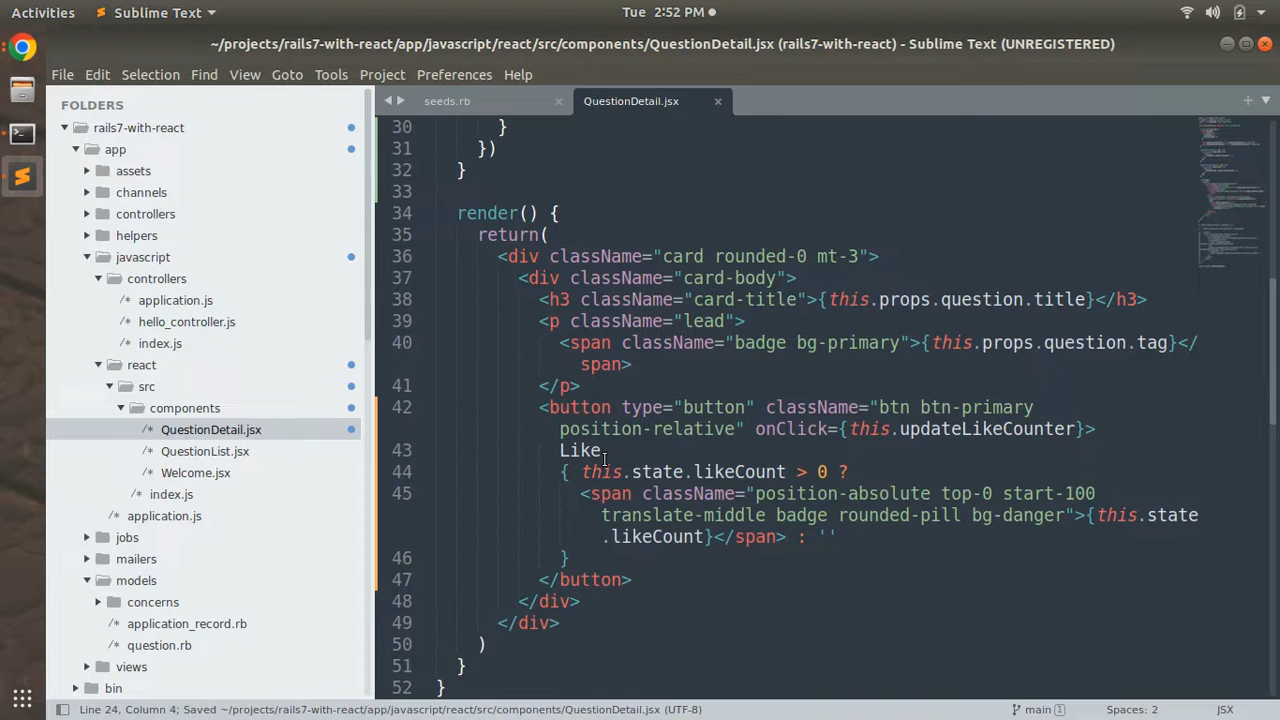 Activities Sublime Text Tue 2:52 PM
~/projects/rails7-with-react/app/javascript/react/src/components/QuestionDetail.jsx (rails7-with-react) - Sublime Text (UNREGISTERED)
File Edit Selection Find View Goto Tools Project Preferences Help
FOLDERS
rails7-with-react
app
assets
channels
controllers
helpers
javascript
controllers
/* application.js
/* hello_controller.js
/* index.js
react
src
components
/* QuestionDetail.jsx
/* QuestionList.jsx
/* Welcome.jsx
/* index.js
/* application.js
jobs
mailers
models
concerns
/* application_record.rb
/* question.rb
views
bin
seeds.rb × QuestionDetail.jsx ×
30 }
31 })
32 }
33
34 render() {
35 return(
36 <div className="card rounded-0 mt-3">
37 <div className="card-body">
38 <h3 className="card-title">{this.props.question.title}</h3>
39 <p className="lead">
40 <span className="badge bg-primary">{this.props.question.tag}</
span>
41 </p>
42 <button type="button" className="btn btn-primary
position-relative" onClick={this.updateLikeCounter}>
43 Like
44 { this.state.likeCount > 0 ?
45 <span className="position-absolute top-0 start-100
translate-middle badge rounded-pill bg-danger">{this.state
.likeCount}</span> : ''
46 }
47 </button>
48 </div>
49 </div>
50 )
51 }
52 }
Line 24, Column 4; Saved ~/projects/rails7-with-react/app/javascript/react/src/components/QuestionDetail.jsx (UTF-8) main 1 Spaces: 2 JSX